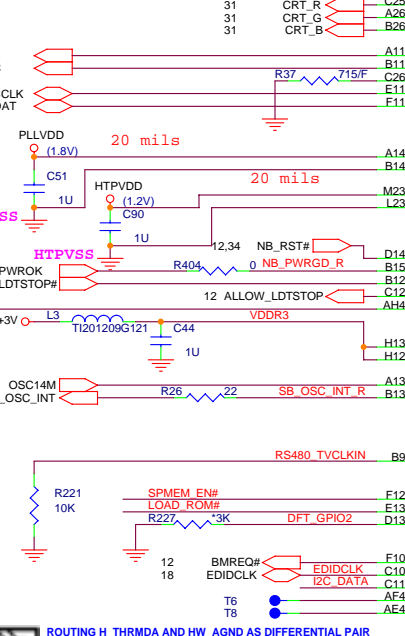 31 CRT_R C25
31 CRT_G A26
31 CRT_B B26
A11
B11
R37 715/F C26
CLK E11
DAT F11
PLLVDD
20 mils
(1.8V) A14
B14
C51
HTPVDD
20 mils
1U
(1.2V) M23
L23
C90
SS
1U
12,34 NB_RST#
HTPVSS
D14
PWROK R404 0 NB_PWRGD_R B15
LDTSTOP# B12
12 ALLOW_LDTSTOP C12
AH4
+3V L3 VDDR3
TI201209G121 C44
1U
H13
H12
OSC14M A13
_OSC_INT R26 22 SB_OSC_INT_R B13
RS480_TVCLKIN B9
R221
10K
SPMEM_EN# F12
LOAD_ROM# E13
R227 *3K DFT_GPIO2 D13
12 BMREQ# F10
18 EDIDCLK EDIDCLK C10
I2C_DATA C11
T6 AF4
T8 AE4
ROUTING H_THRMDA AND HW_AGND AS DIFFERENTIAL PAIR